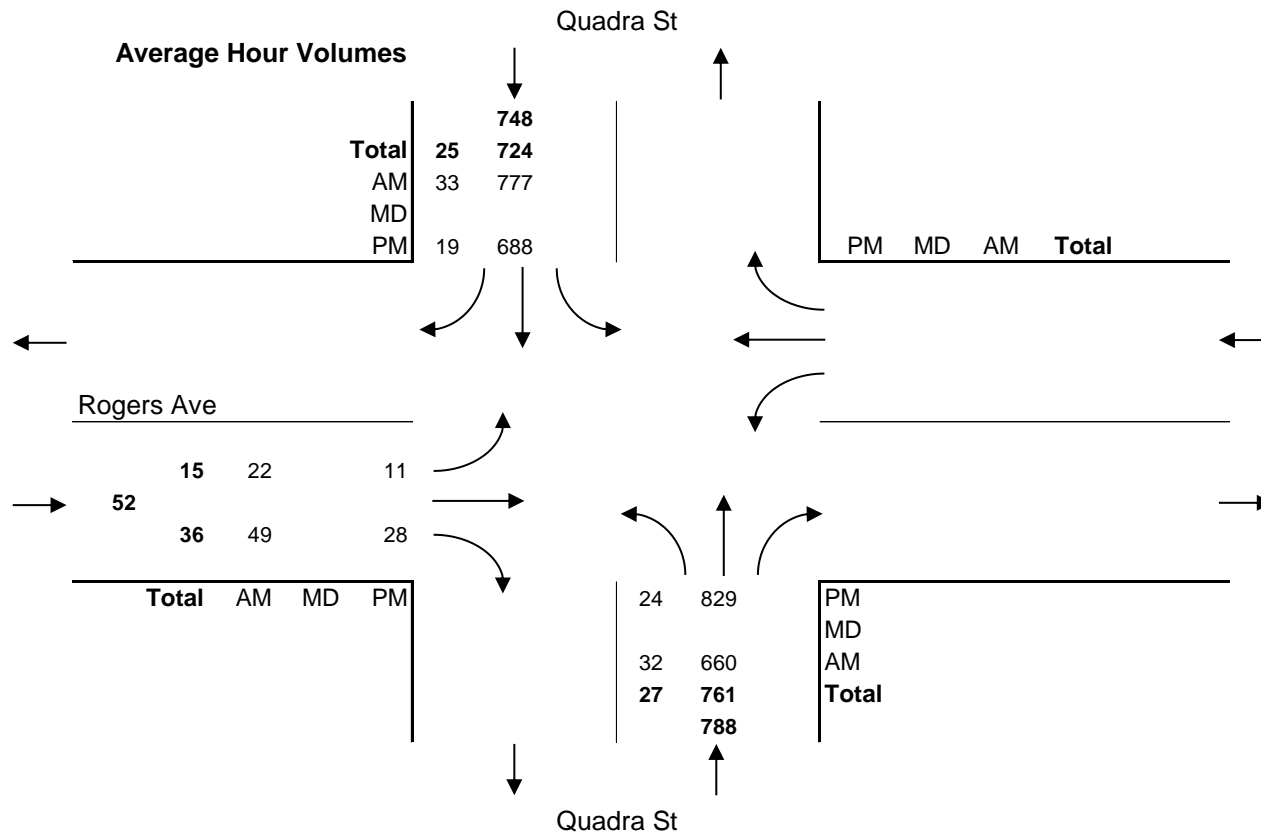 Quadra St
Average Hour Volumes
748
Total 25 724
AM 33 777
MD
PM 19 688
PM MD AM Total
Rogers Ave
15 22 11
52
36 49 28
Total AM MD PM
24 829 PM
MD
32 660 AM
27 761 Total
788
Quadra St